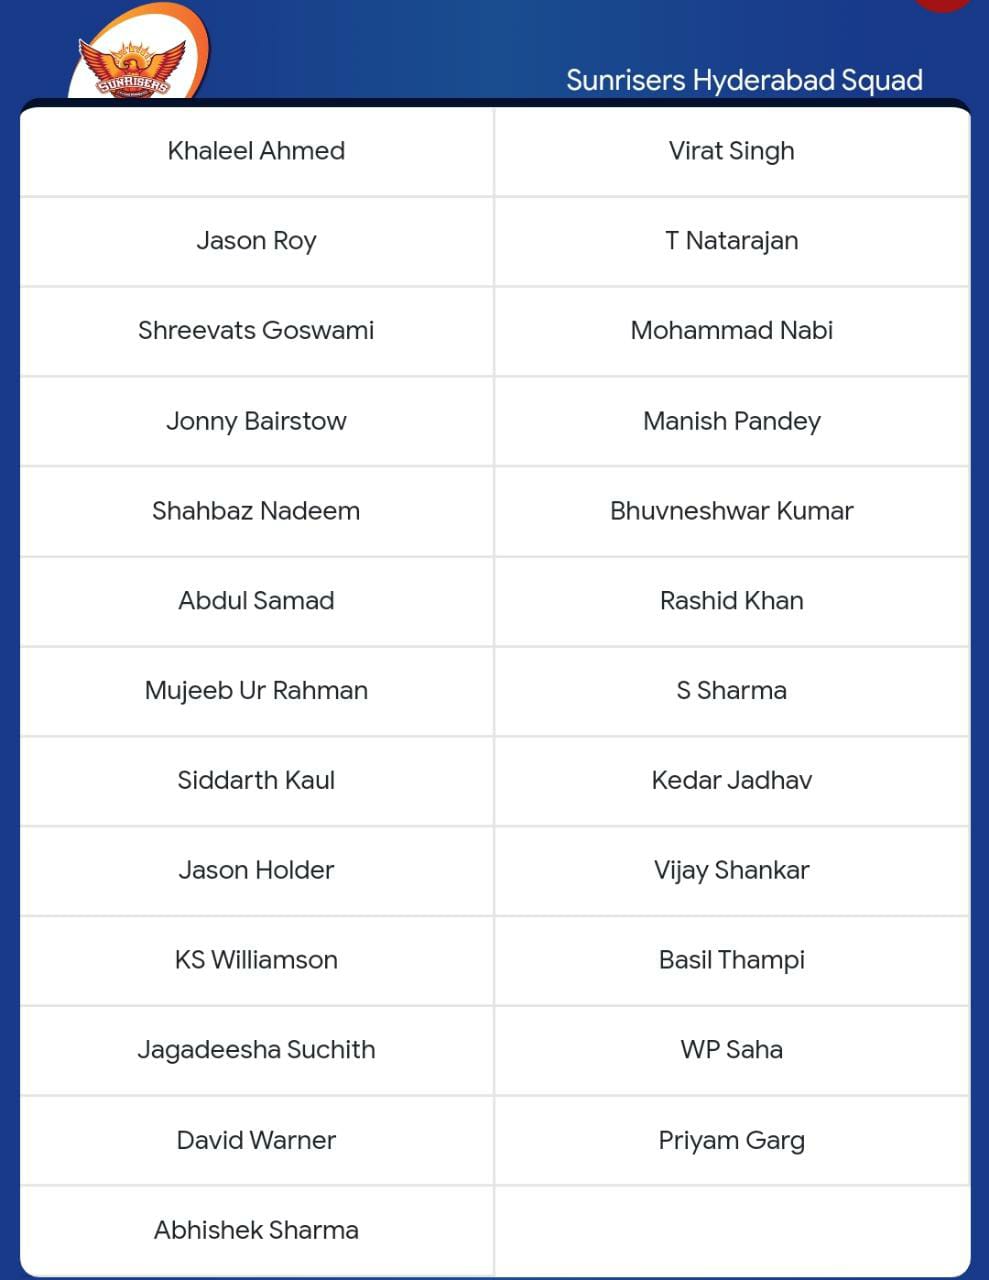 SUNRISERS
Sunrisers Hyderabad Squad
Khaleel Ahmed
Virat Singh
Jason Roy
T Natarajan
Shreevats Goswami
Mohammad Nabi
Jonny Bairstow
Manish Pandey
Shahbaz Nadeem
Bhuvneshwar Kumar
Abdul Samad
Rashid Khan
Mujeeb Ur Rahman
S Sharma
Siddarth Kaul
Kedar Jadhav
Jason Holder
Vijay Shankar
KS Williamson
Basil Thampi
Jagadeesha Suchith
WP Saha
David Warner
Priyam Garg
Abhishek Sharma